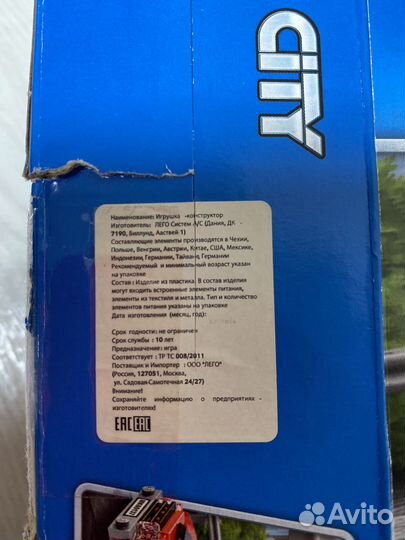 CITY
Наименование: Игрушка -конструктор
Изготовитель: ЛЕГО Систем А/С (Дания, ДК -
7190, Биллунд,Ааствей 1)
Составляющие элементы производятся в Чехии,
Польше, Венгрии, Австрии, Китае, США, Мексике,
Индонезии, Германии, Тайване, Германии
Рекомендуемый и минимальный возраст указан
на упаковке
Состав : Изделие из пластика. В состав изделия
могут входить встроенные элементы питания,
элементы из текстиля и металла. Тип и количество
элементов питания указаны на упаковке
Дата изготовления (месяц, год):
Срок годности: не ограничен
Срок службы : 10 лет
Предназначение: игра
Соответствует : ТР ТС 008/2011
Поставщик и Импортер : ООО "ЛЕГО"
(Россия, 127051, Москва,
ул. Садовая-Самотечная 24/27)
Внимание!
Сохраняйте информацию о предприятиях -
изготовителях!
EAC EAC
Avito